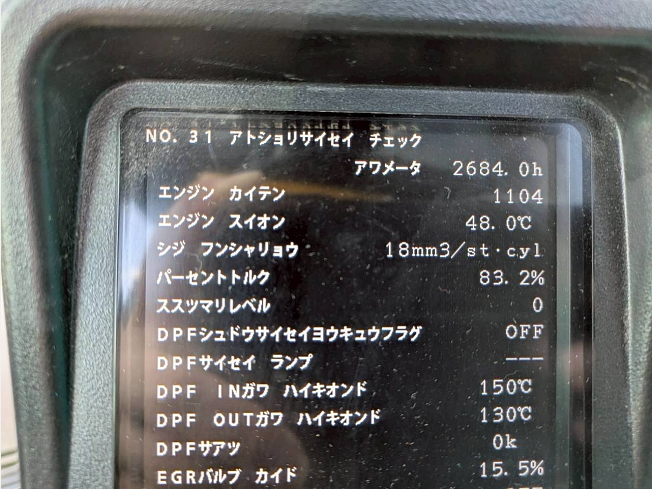 NO. 31 アトショリサイセイ チェック
アワメータ 2684.0h
エンジン カイテン 1104
エンジン スイオン 48.0℃
シジ フンシャリョウ 18mm3/st・cyl
パーセントトルク 83.2%
ススツマリレベル 0
DPFシュドウサイセイヨウキュウフラグ OFF
DPFサイセイ ランプ ---
DPF INガワ ハイキオンド 150℃
DPF OUTガワ ハイキオンド 130℃
DPFサアツ 0k
EGRバルブ カイド 15.5%